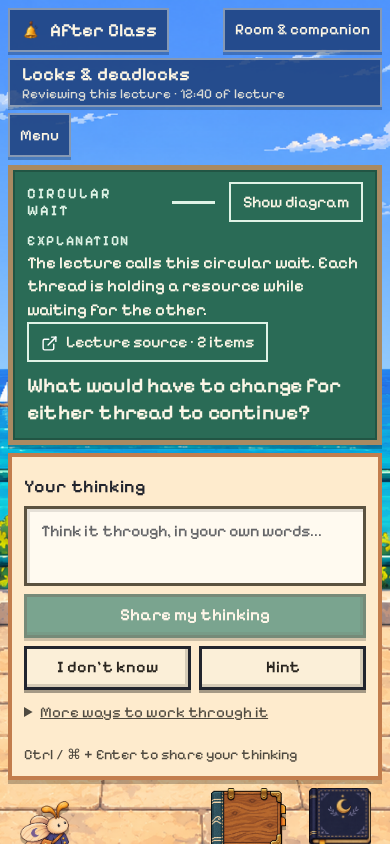 After Class
Room & companion
Locks & deadlocks
Reviewing this lecture · 18:40 of lecture
Menu
CIRCULAR
WAIT
Show diagram
EXPLANATION
The lecture calls this circular wait. Each
thread is holding a resource while
waiting for the other.
Lecture source · 2 items
What would have to change for
either thread to continue?
Your thinking
Think it through, in your own words...
Share my thinking
I don't know
Hint
More ways to work through it
Ctrl / ⌘ + Enter to share your thinking